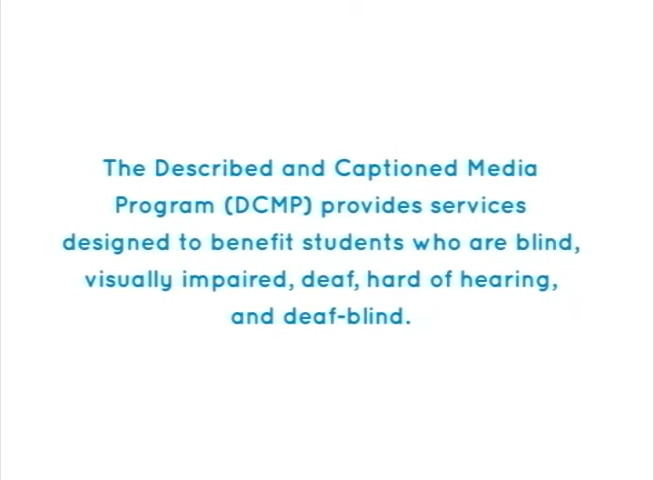 The Described and Captioned Media
Program (DCMP) provides services
designed to benefit students who are blind,
visually impaired, deaf, hard of hearing,
and deaf-blind.